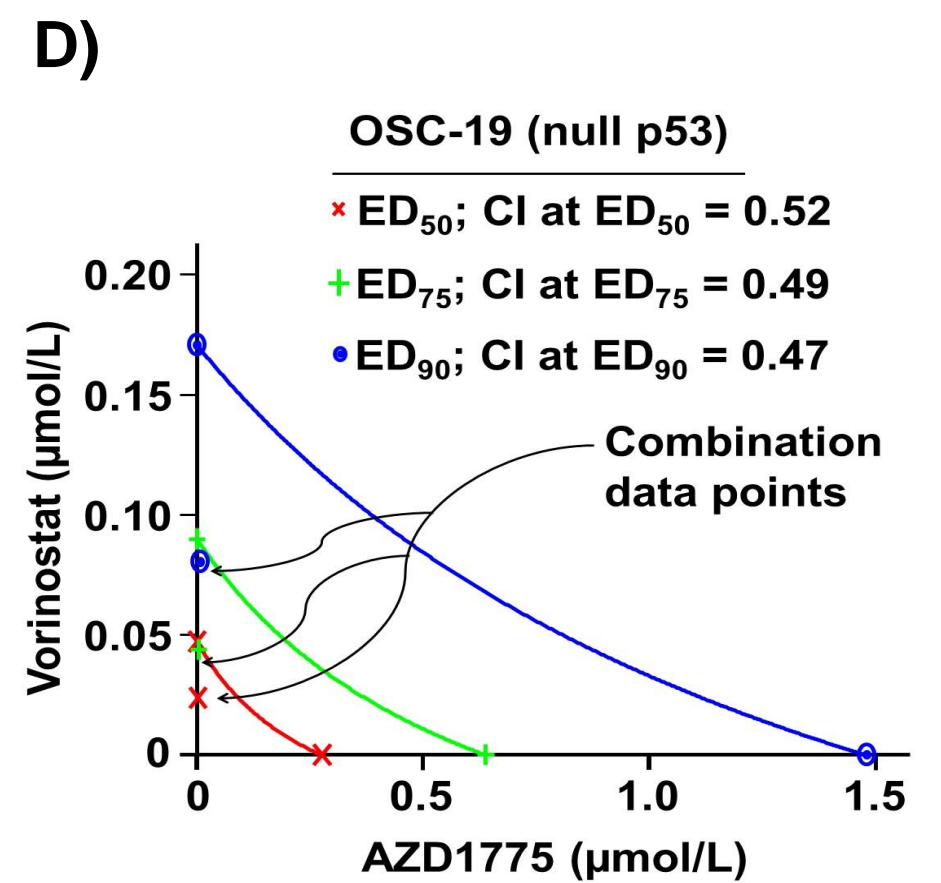 D)
OSC-19 (null p53)
× ED50; CI at ED50 = 0.52
+ ED75; CI at ED75 = 0.49
ED90; CI at ED90 = 0.47
Combination
data points
Vorinostat (µmol/L)
0.20
0.15
0.10
0.05
0
0 0.5 1.0 1.5
AZD1775 (µmol/L)